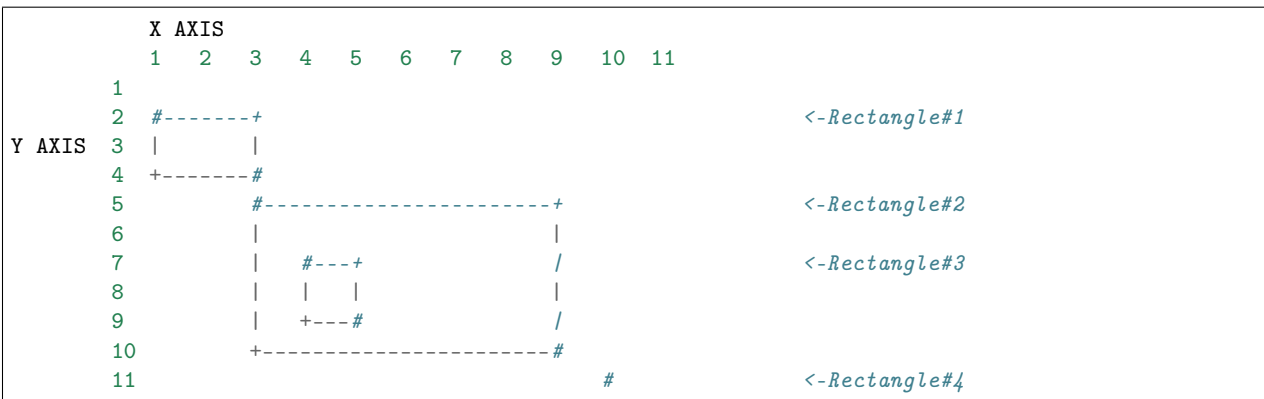 X AXIS
           1   2   3   4   5   6   7   8   9   10  11
        1
        2  #-------+                                           <-Rectangle#1
Y AXIS  3  |       |
        4  +-------#
        5          #-----------------------+                   <-Rectangle#2
        6          |                       |
        7          |   #---+               |                   <-Rectangle#3
        8          |   |   |               |
        9          |   +---#               |
        10         +-----------------------#
        11                                     #               <-Rectangle#4